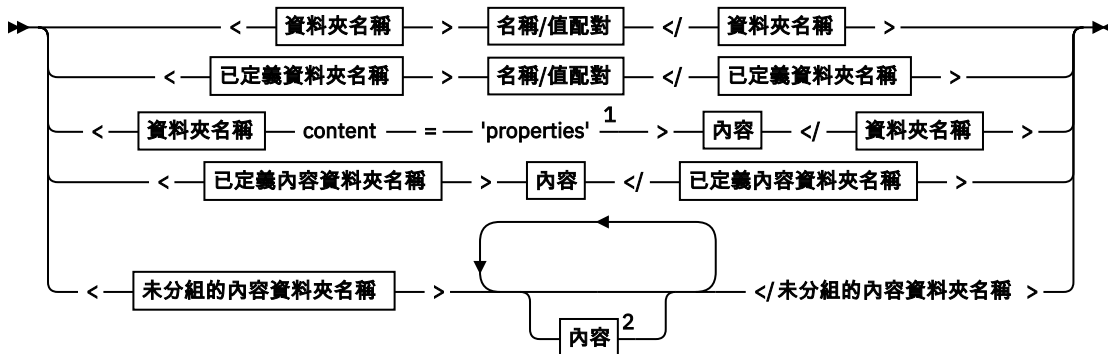 < 資料夾名稱 > 名稱/值配對 </ 資料夾名稱 >
< 已定義資料夾名稱 > 名稱/值配對 </ 已定義資料夾名稱 >
< 資料夾名稱 content = 'properties' 1 > 內容 </ 資料夾名稱 >
< 已定義內容資料夾名稱 > 內容 </ 已定義內容資料夾名稱 >
< 未分組的內容資料夾名稱 > </ 未分組的內容資料夾名稱 >
內容 2